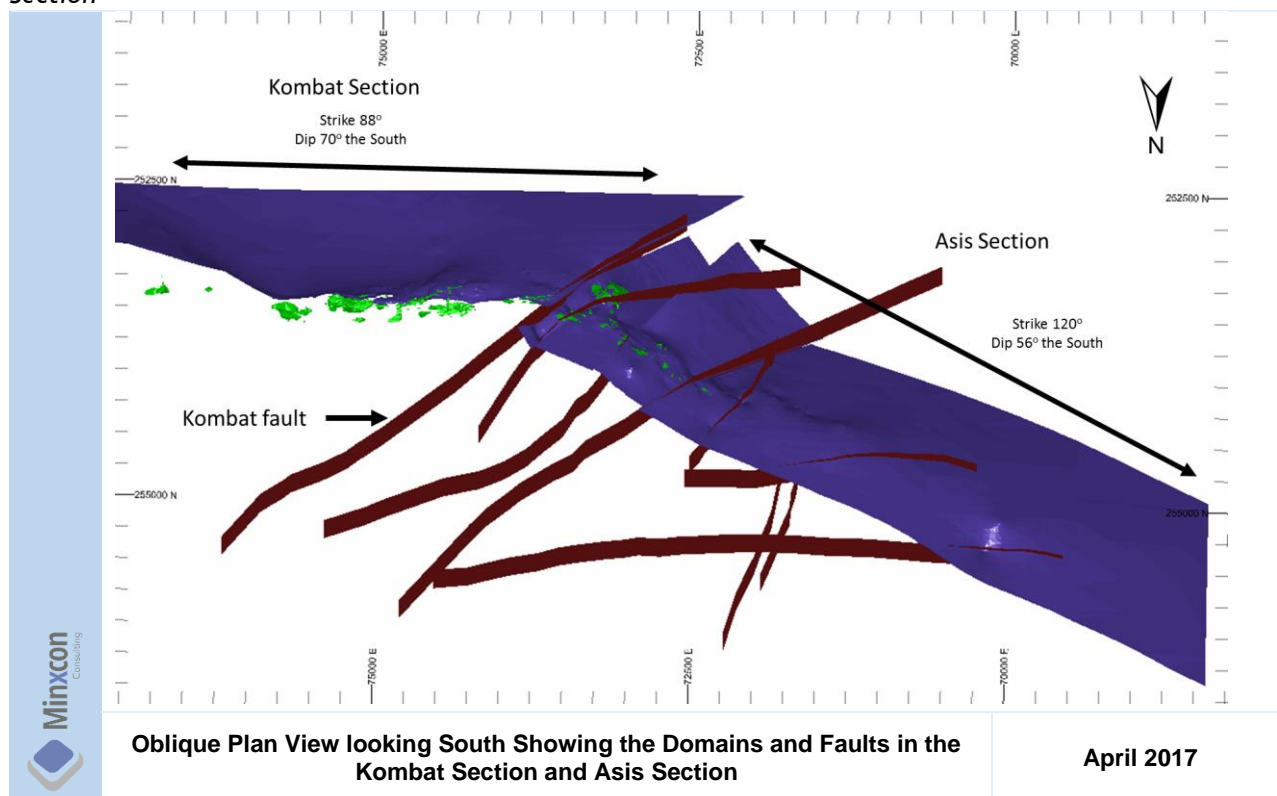 Section
75000 E
72500 E
70000 E
Kombat Section
Strike 88°
Dip 70° the South
N
252500 N
252500 N
Asis Section
Strike 120°
Dip 56° the South
Kombat fault
255000 N
255000 N
75000 E
72500 E
70000 E
Minxcon
Consulting
Oblique Plan View looking South Showing the Domains and Faults in the
Kombat Section and Asis Section
April 2017